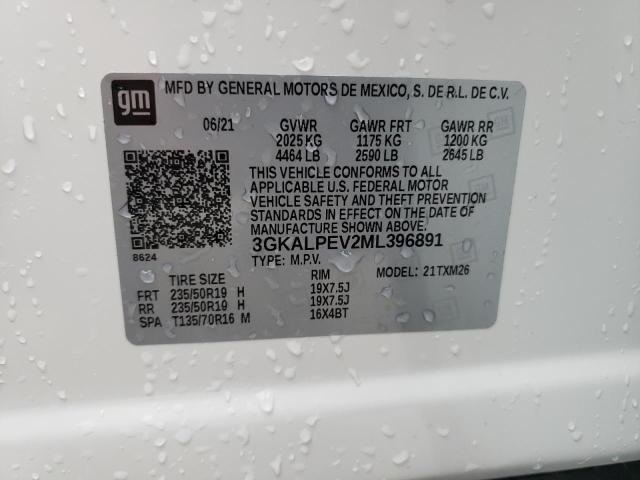 gm MFD BY GENERAL MOTORS DE MEXICO, S. DE R.L. DE C.V.
06/21 GVWR GAWR FRT GAWR RR
2025 KG 1175 KG 1200 KG
4464 LB 2590 LB 2645 LB
THIS VEHICLE CONFORMS TO ALL
APPLICABLE U.S. FEDERAL MOTOR
VEHICLE SAFETY AND THEFT PREVENTION
STANDARDS IN EFFECT ON THE DATE OF
MANUFACTURE SHOWN ABOVE.
3GKALPEV2ML396891
8624 TYPE: M.P.V. MODEL: 21TXM26
TIRE SIZE RIM
FRT 235/50R19 H 19X7.5J
RR 235/50R19 H 19X7.5J
SPA T135/70R16 M 16X4BT